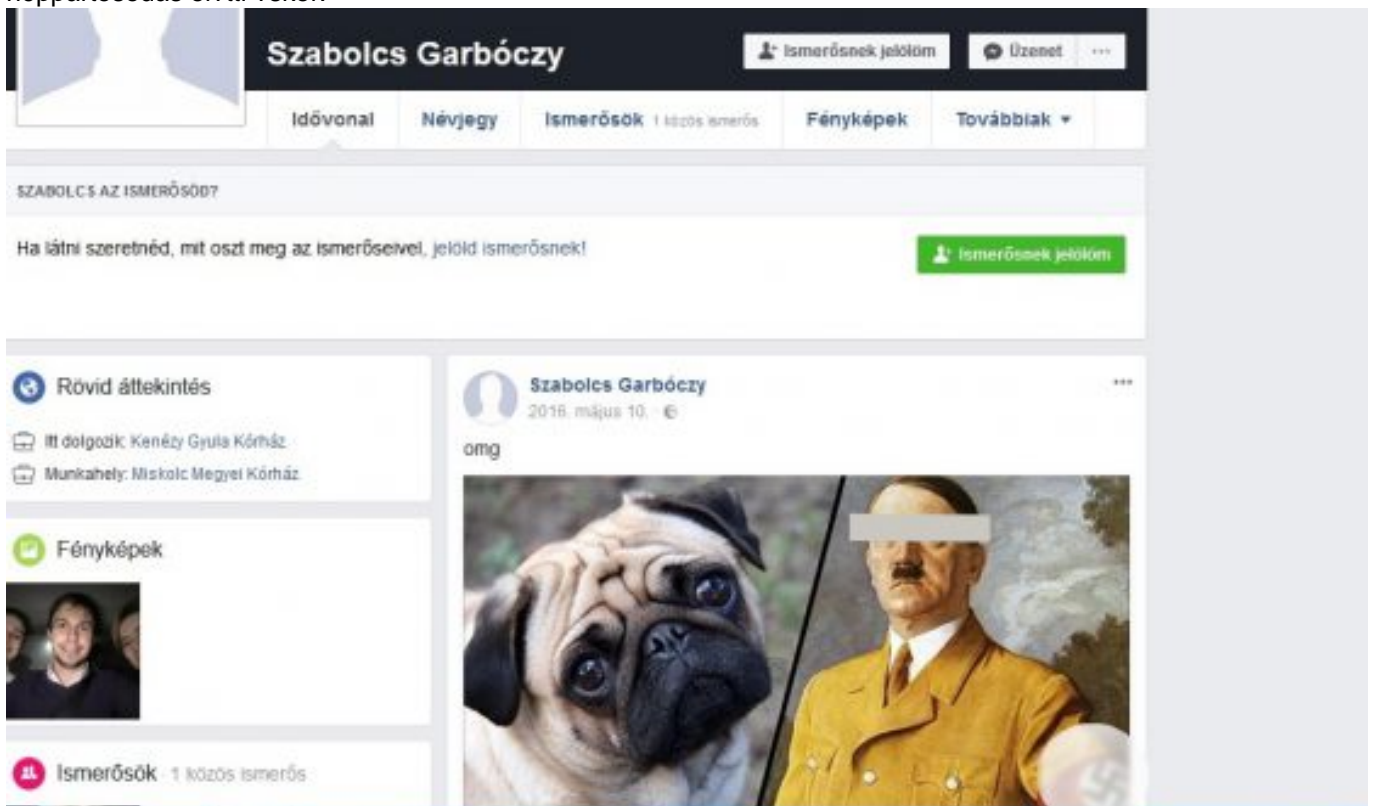 Szabolcs Garbóczy
Ismerősnek jelölöm
Üzenet
Idővonal Névjegy Ismerősök 1 közös ismerős Fényképek Továbbiak
SZABOLCS AZ ISMERŐSÖD?
Ha látni szeretnéd, mit oszt meg az ismerőseivel, jelöld ismerősnek!
Ismerősnek jelölöm
Rövid áttekintés
Itt dolgozik: Kenézy Gyula Kórház
Munkahely: Miskolc Megyei Kórház
Fényképek
Ismerősök · 1 közös ismerős
Szabolcs Garbóczy
2016. május 10.
omg